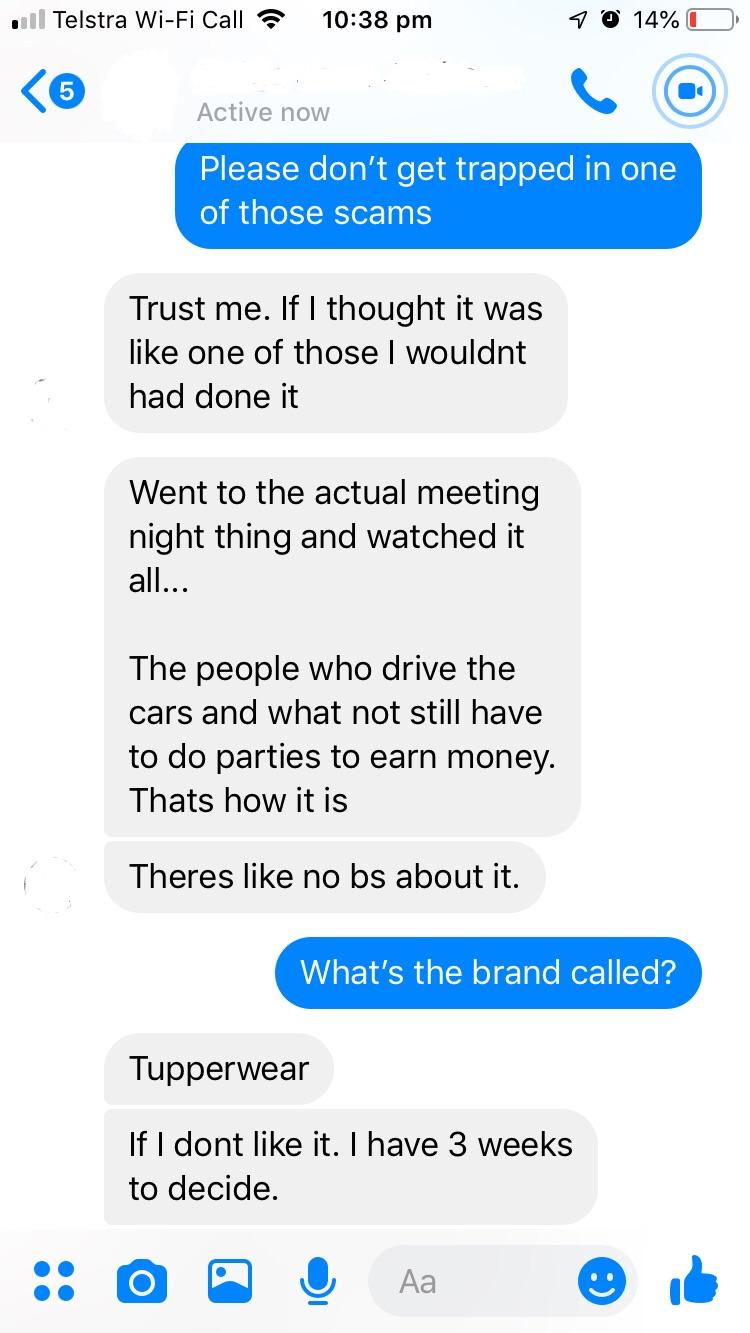 Telstra Wi-Fi Call 10:38 pm 14%
5
Active now
Please don’t get trapped in one
of those scams
Trust me. If I thought it was
like one of those I wouldnt
had done it
Went to the actual meeting
night thing and watched it
all...
The people who drive the
cars and what not still have
to do parties to earn money.
Thats how it is
Theres like no bs about it.
What’s the brand called?
Tupperwear
If I dont like it. I have 3 weeks
to decide.
Aa